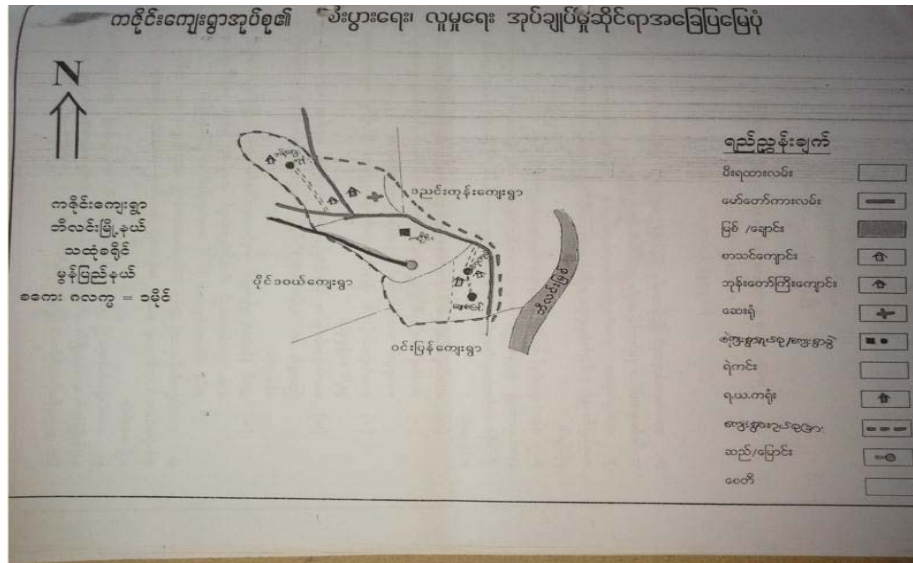 ကဇိုင်းကျေးရွာအုပ်စု၏ စီးပွားရေး၊ လူမှုရေး အုပ်ချုပ်မှုဆိုင်ရာအခြေပြမြေပုံ
N
ကဇိုင်းကျေးရွာ
ဘီလင်းမြို့နယ်
သထုံခရိုင်
မွန်ပြည်နယ်
စကေး ၈လက္မ = ၁မိုင်
ညင်းတုန်းကျေးရွာ
ကျေးရွာ
ဝင်းပြန်ကျေးရွာ
ဘီလင်းမြစ်
ရည်ညွှန်းချက်
မီးရထားလမ်း
မော်တော်ကားလမ်း
မြစ် /ချောင်း
စာသင်ကျောင်း
ဘုန်းတော်ကြီးကျောင်း
ဆေးရုံ
ရဲကင်း
ရ.ယ.ကရုံး
ဆည်/မြောင်း
စေတီ